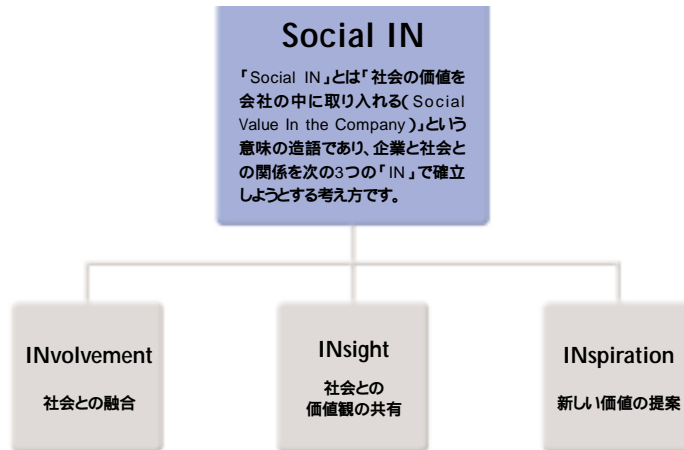 Social IN
「Social IN」とは「社会の価値を
会社の中に取り入れる(Social
Value In the Company)」という
意味の造語であり、企業と社会と
の関係を次の3つの「IN」で確立
しようとする考え方です。
INvolvement
社会との融合
INsight
社会との
価値観の共有
INspiration
新しい価値の提案